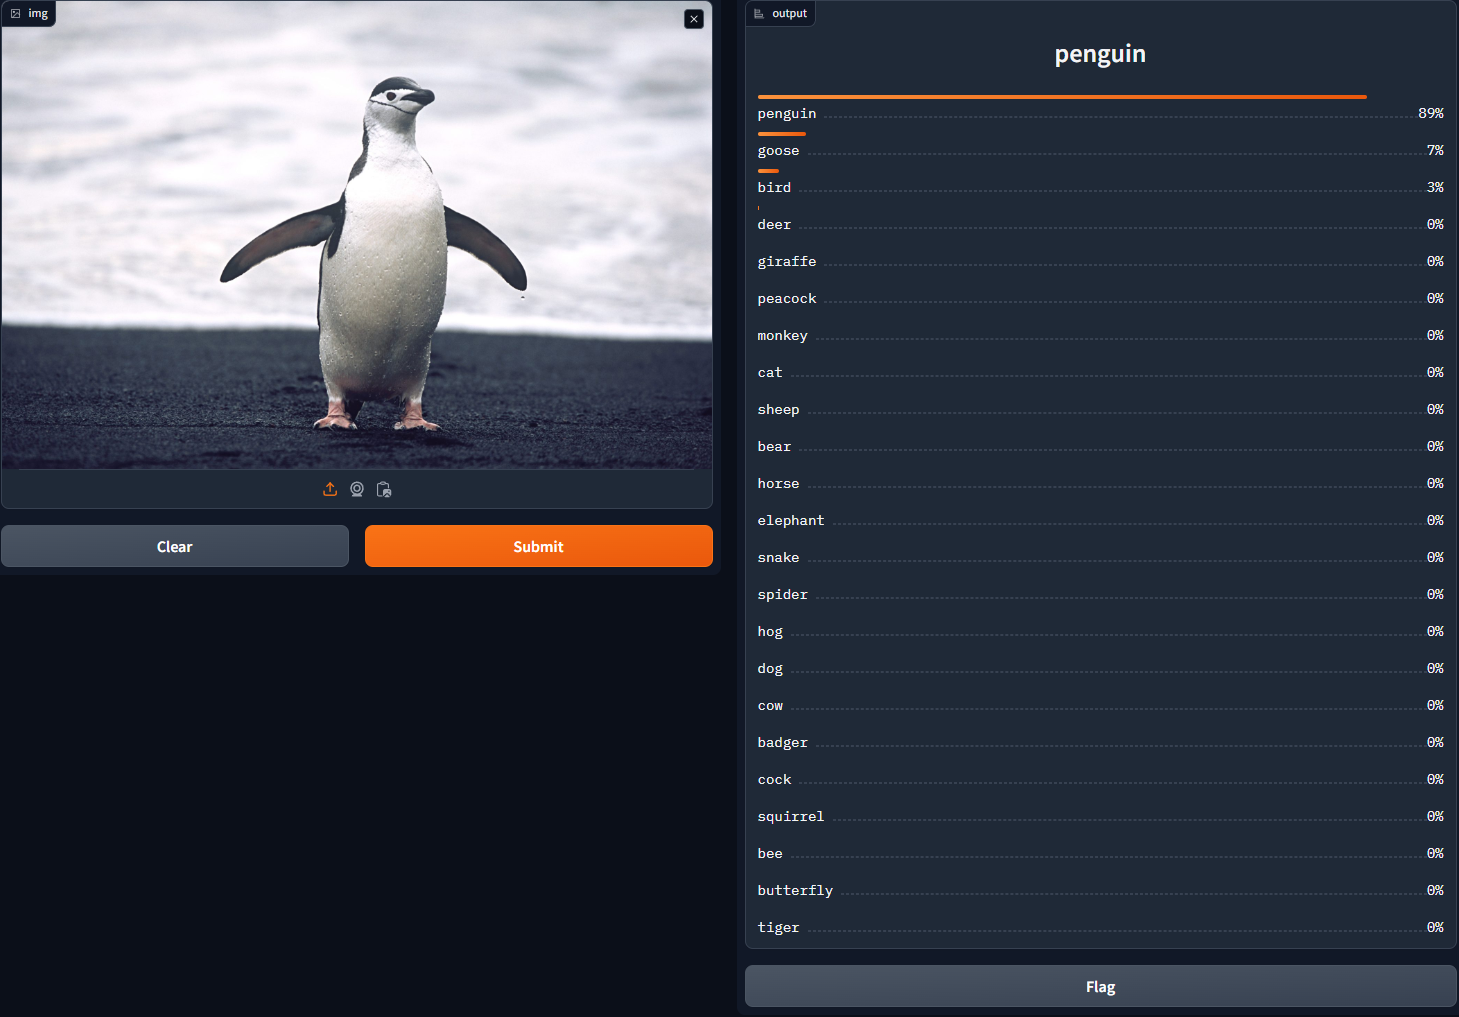 img
Clear
Submit
output
penguin
penguin 89%
goose 7%
bird 3%
deer 0%
giraffe 0%
peacock 0%
monkey 0%
cat 0%
sheep 0%
bear 0%
horse 0%
elephant 0%
snake 0%
spider 0%
hog 0%
dog 0%
cow 0%
badger 0%
cock 0%
squirrel 0%
bee 0%
butterfly 0%
tiger 0%
Flag